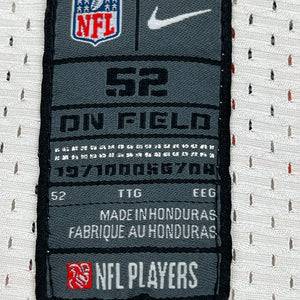 NFL
52
ON FIELD
52 TTG EEG
MADE IN HONDURAS
FABRIQUE AU HONDURAS
NFL PLAYERS